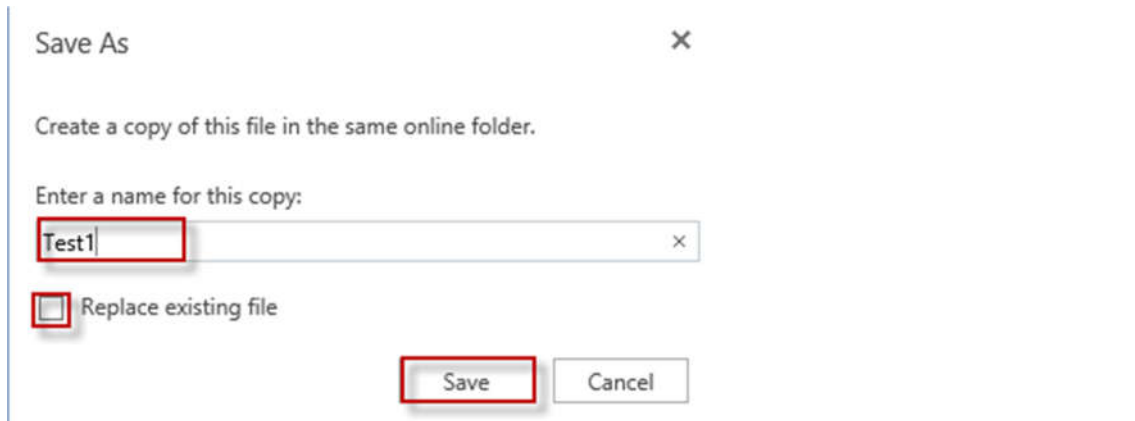 Save As
Create a copy of this file in the same online folder.
Enter a name for this copy:
Test1
Replace existing file
Save Cancel